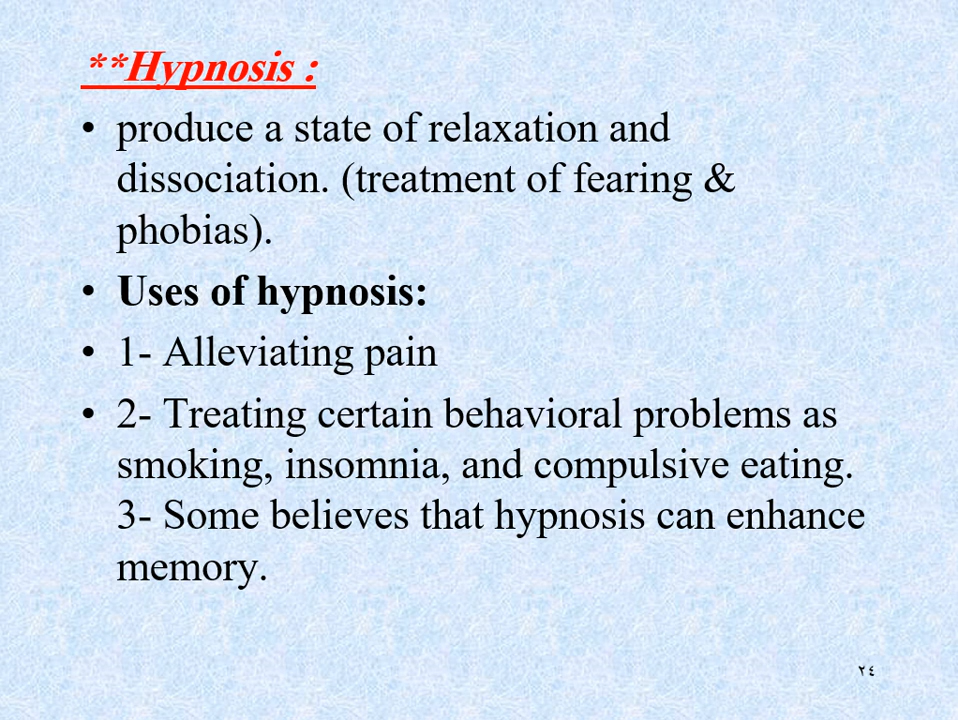 **Hypnosis :
• produce a state of relaxation and
dissociation. (treatment of fearing &
phobias).
• Uses of hypnosis:
• 1- Alleviating pain
• 2- Treating certain behavioral problems as
smoking, insomnia, and compulsive eating.
3- Some believes that hypnosis can enhance
memory.
٢٤